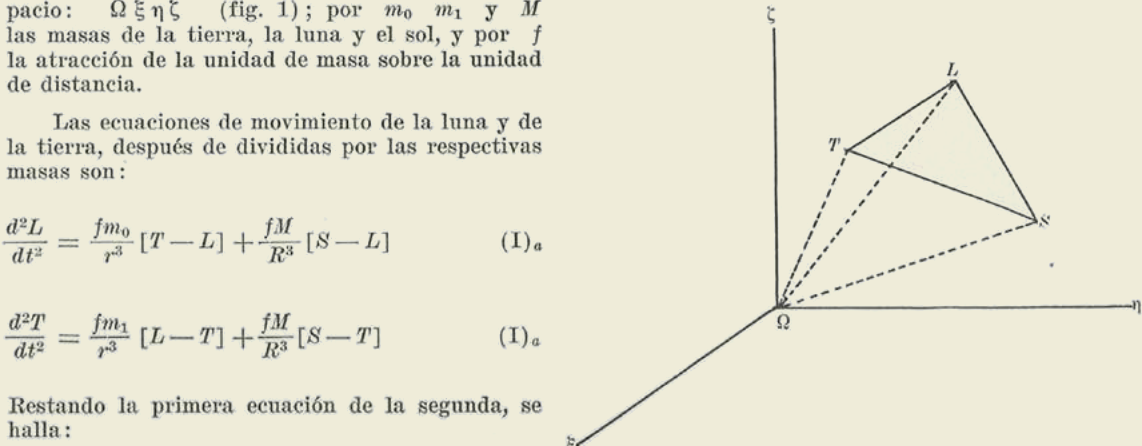 pacio: Ω ξ η ζ (fig. 1); por m₀ m₁ y M
las masas de la tierra, la luna y el sol, y por f
la atracción de la unidad de masa sobre la unidad
de distancia.
Las ecuaciones de movimiento de la luna y de
la tierra, después de divididas por las respectivas
masas son:
d²L/dt² = fm₀/r³ [T — L] + fM/R³ [S — L] (I)ₐ
d²T/dt² = fm₁/r³ [L — T] + fM/R³ [S — T] (I)ₐ
Restando la primera ecuación de la segunda, se
halla:
ζ
L
T
S
Ω
η
ξ